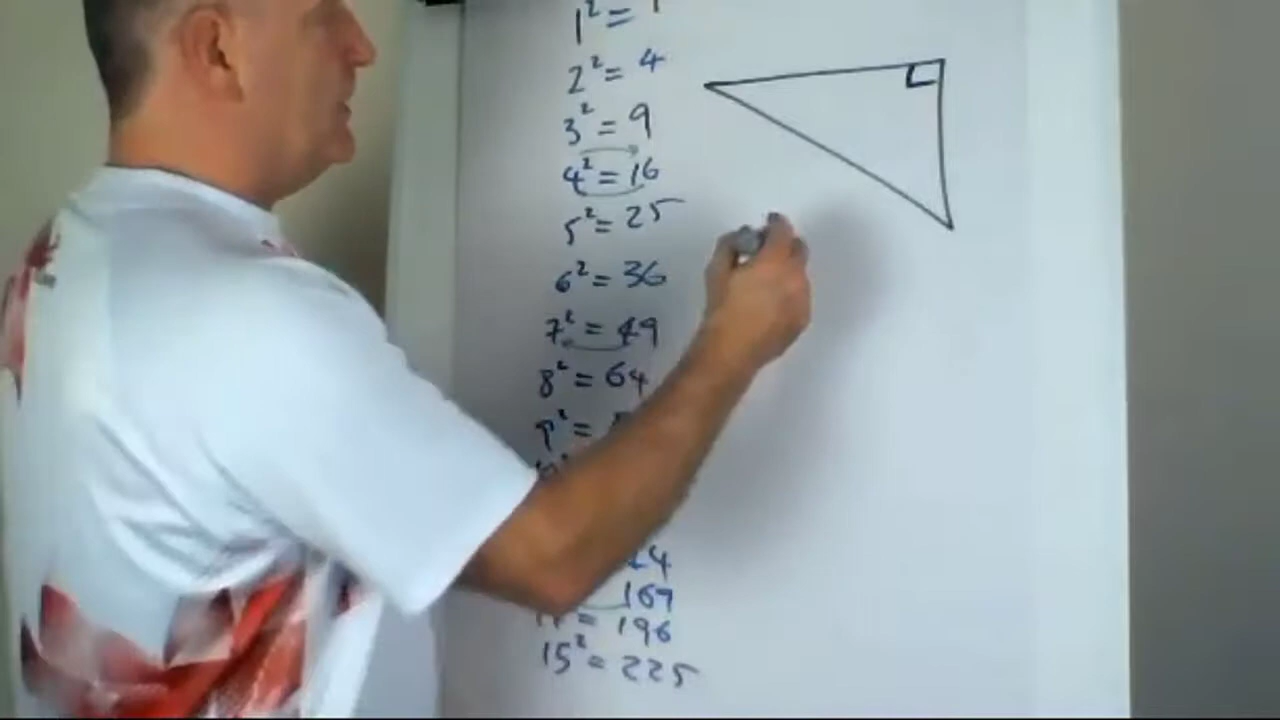 1² = 1
2² = 4
3² = 9
4² = 16
5² = 25
6² = 36
7² = 49
8² = 64
9² =
169
= 196
15² = 225